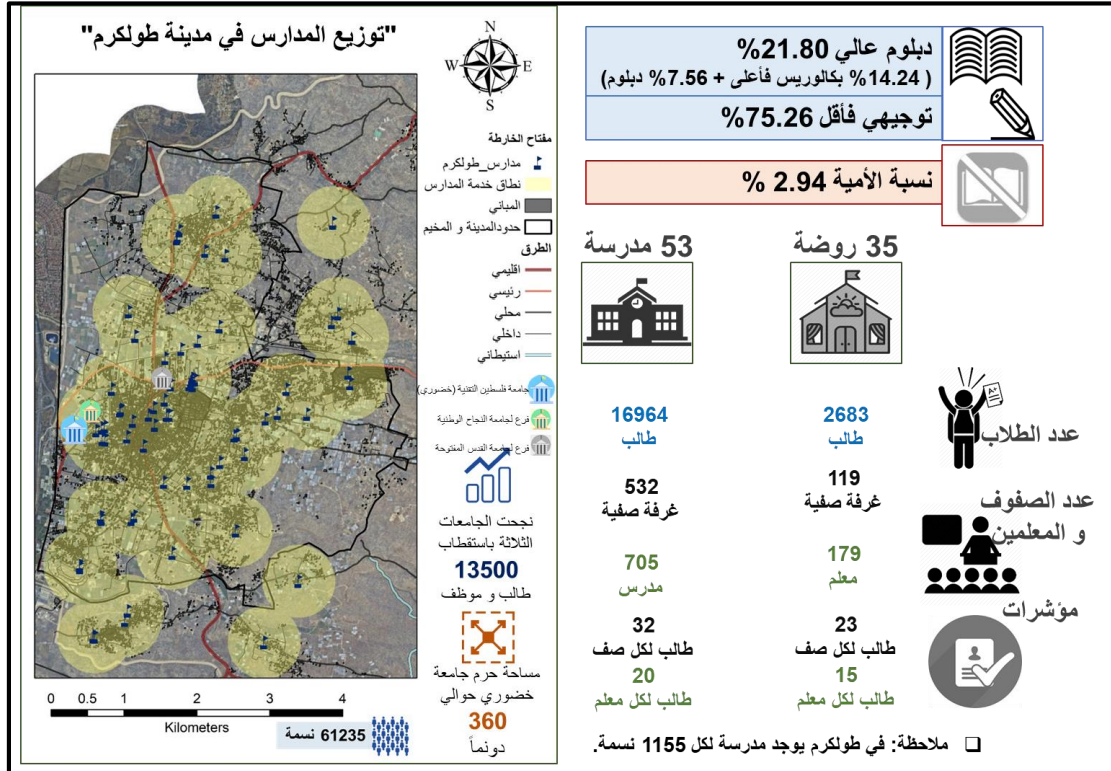 "توزيع المدارس في مدينة طولكرم"
N
W E
S
مفتاح الخارطة
مدارس_طولكرم
نطاق خدمة المدارس
المباني
حدودالمدينة و المخيم
الطرق
اقليمي
رئيسي
محلي
داخلي
استيطاني
جامعة فلسطين التقنية (خضوري)
فرع لجامعة النجاح الوطنية
فرع لجامعة القدس المفتوحة
نجحت الجامعات
الثلاثة باستقطاب
13500
طالب و موظف
مساحة حرم جامعة
خضوري حوالي
360
دونماً
0 0.5 1 2 3 4
Kilometers
61235 نسمة
دبلوم عالي 21.80%
( 14.24% بكالوريس فأعلى + 7.56% دبلوم)
توجيهي فأقل 75.26%
نسبة الأمية 2.94 %
35 روضة
53 مدرسة
A+
عدد الطلاب
2683
طالب
16964
طالب
عدد الصفوف
و المعلمين
119
غرفة صفية
532
غرفة صفية
179
معلم
705
مدرس
مؤشرات
23
طالب لكل صف
32
طالب لكل صف
15
طالب لكل معلم
20
طالب لكل معلم
❑ ملاحظة: في طولكرم يوجد مدرسة لكل 1155 نسمة.